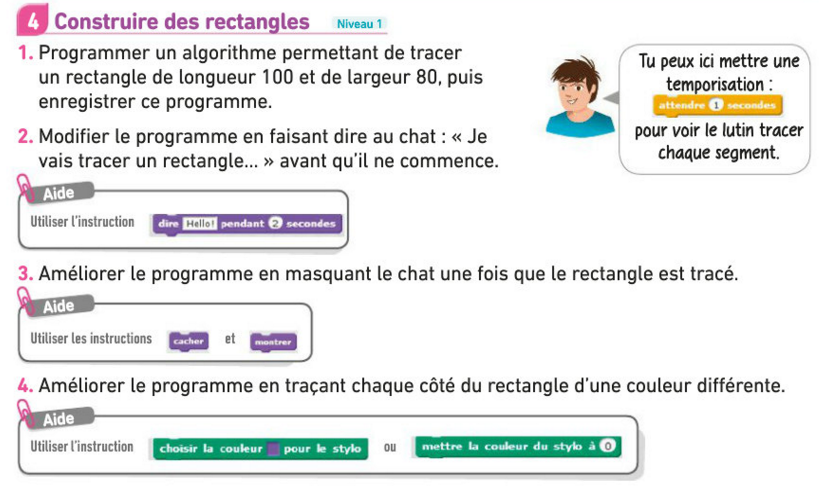 4 Construire des rectangles Niveau 1
1. Programmer un algorithme permettant de tracer
un rectangle de longueur 100 et de largeur 80, puis
enregistrer ce programme.
Tu peux ici mettre une
temporisation :
attendre 1 secondes
pour voir le lutin tracer
chaque segment.
2. Modifier le programme en faisant dire au chat : « Je
vais tracer un rectangle... » avant qu'il ne commence.
Aide
Utiliser l'instruction dire Hello! pendant 2 secondes
3. Améliorer le programme en masquant le chat une fois que le rectangle est tracé.
Aide
Utiliser les instructions cacher et montrer
4. Améliorer le programme en traçant chaque côté du rectangle d'une couleur différente.
Aide
Utiliser l'instruction choisir la couleur pour le stylo ou mettre la couleur du stylo à 0